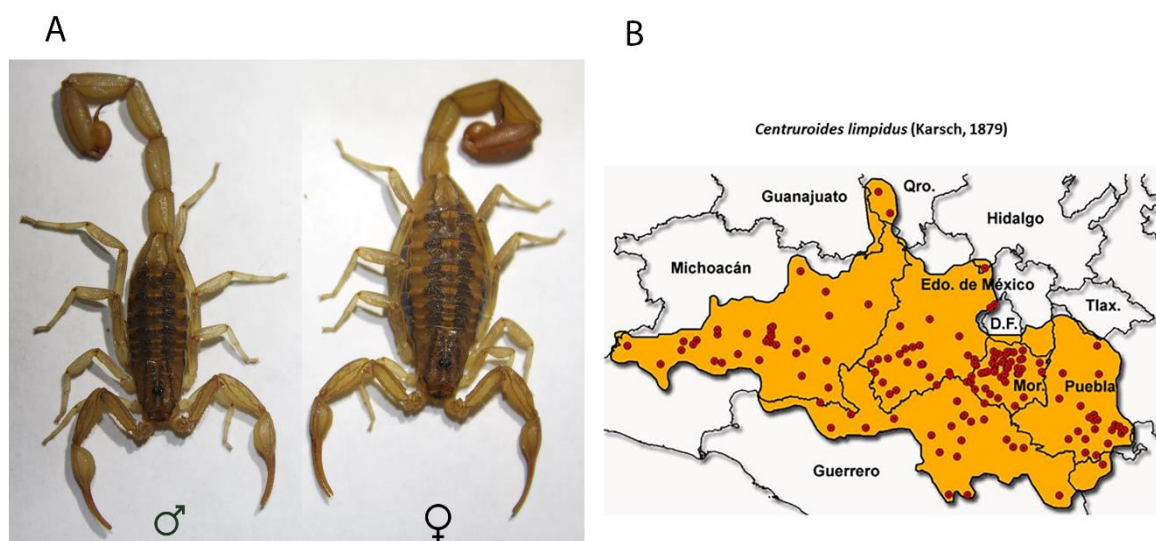 A
B
Centruroides limpidus (Karsch, 1879)
Guanajuato
Qro.
Hidalgo
Michoacán
Edo. de México
Tlax.
D.F.
Mor.
Puebla
Guerrero
♂
♀